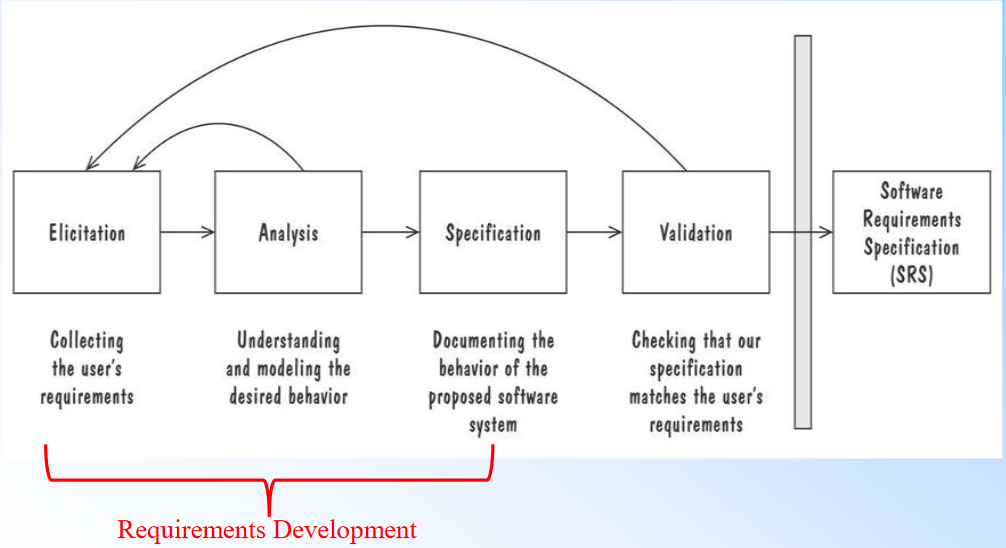 Elicitation
Analysis
Specification
Validation
Software
Requirements
Specification
(SRS)
Collecting
the user's
requirements
Understanding
and modeling the
desired behavior
Documenting the
behavior of the
proposed software
system
Checking that our
specification
matches the user's
requirements
Requirements Development